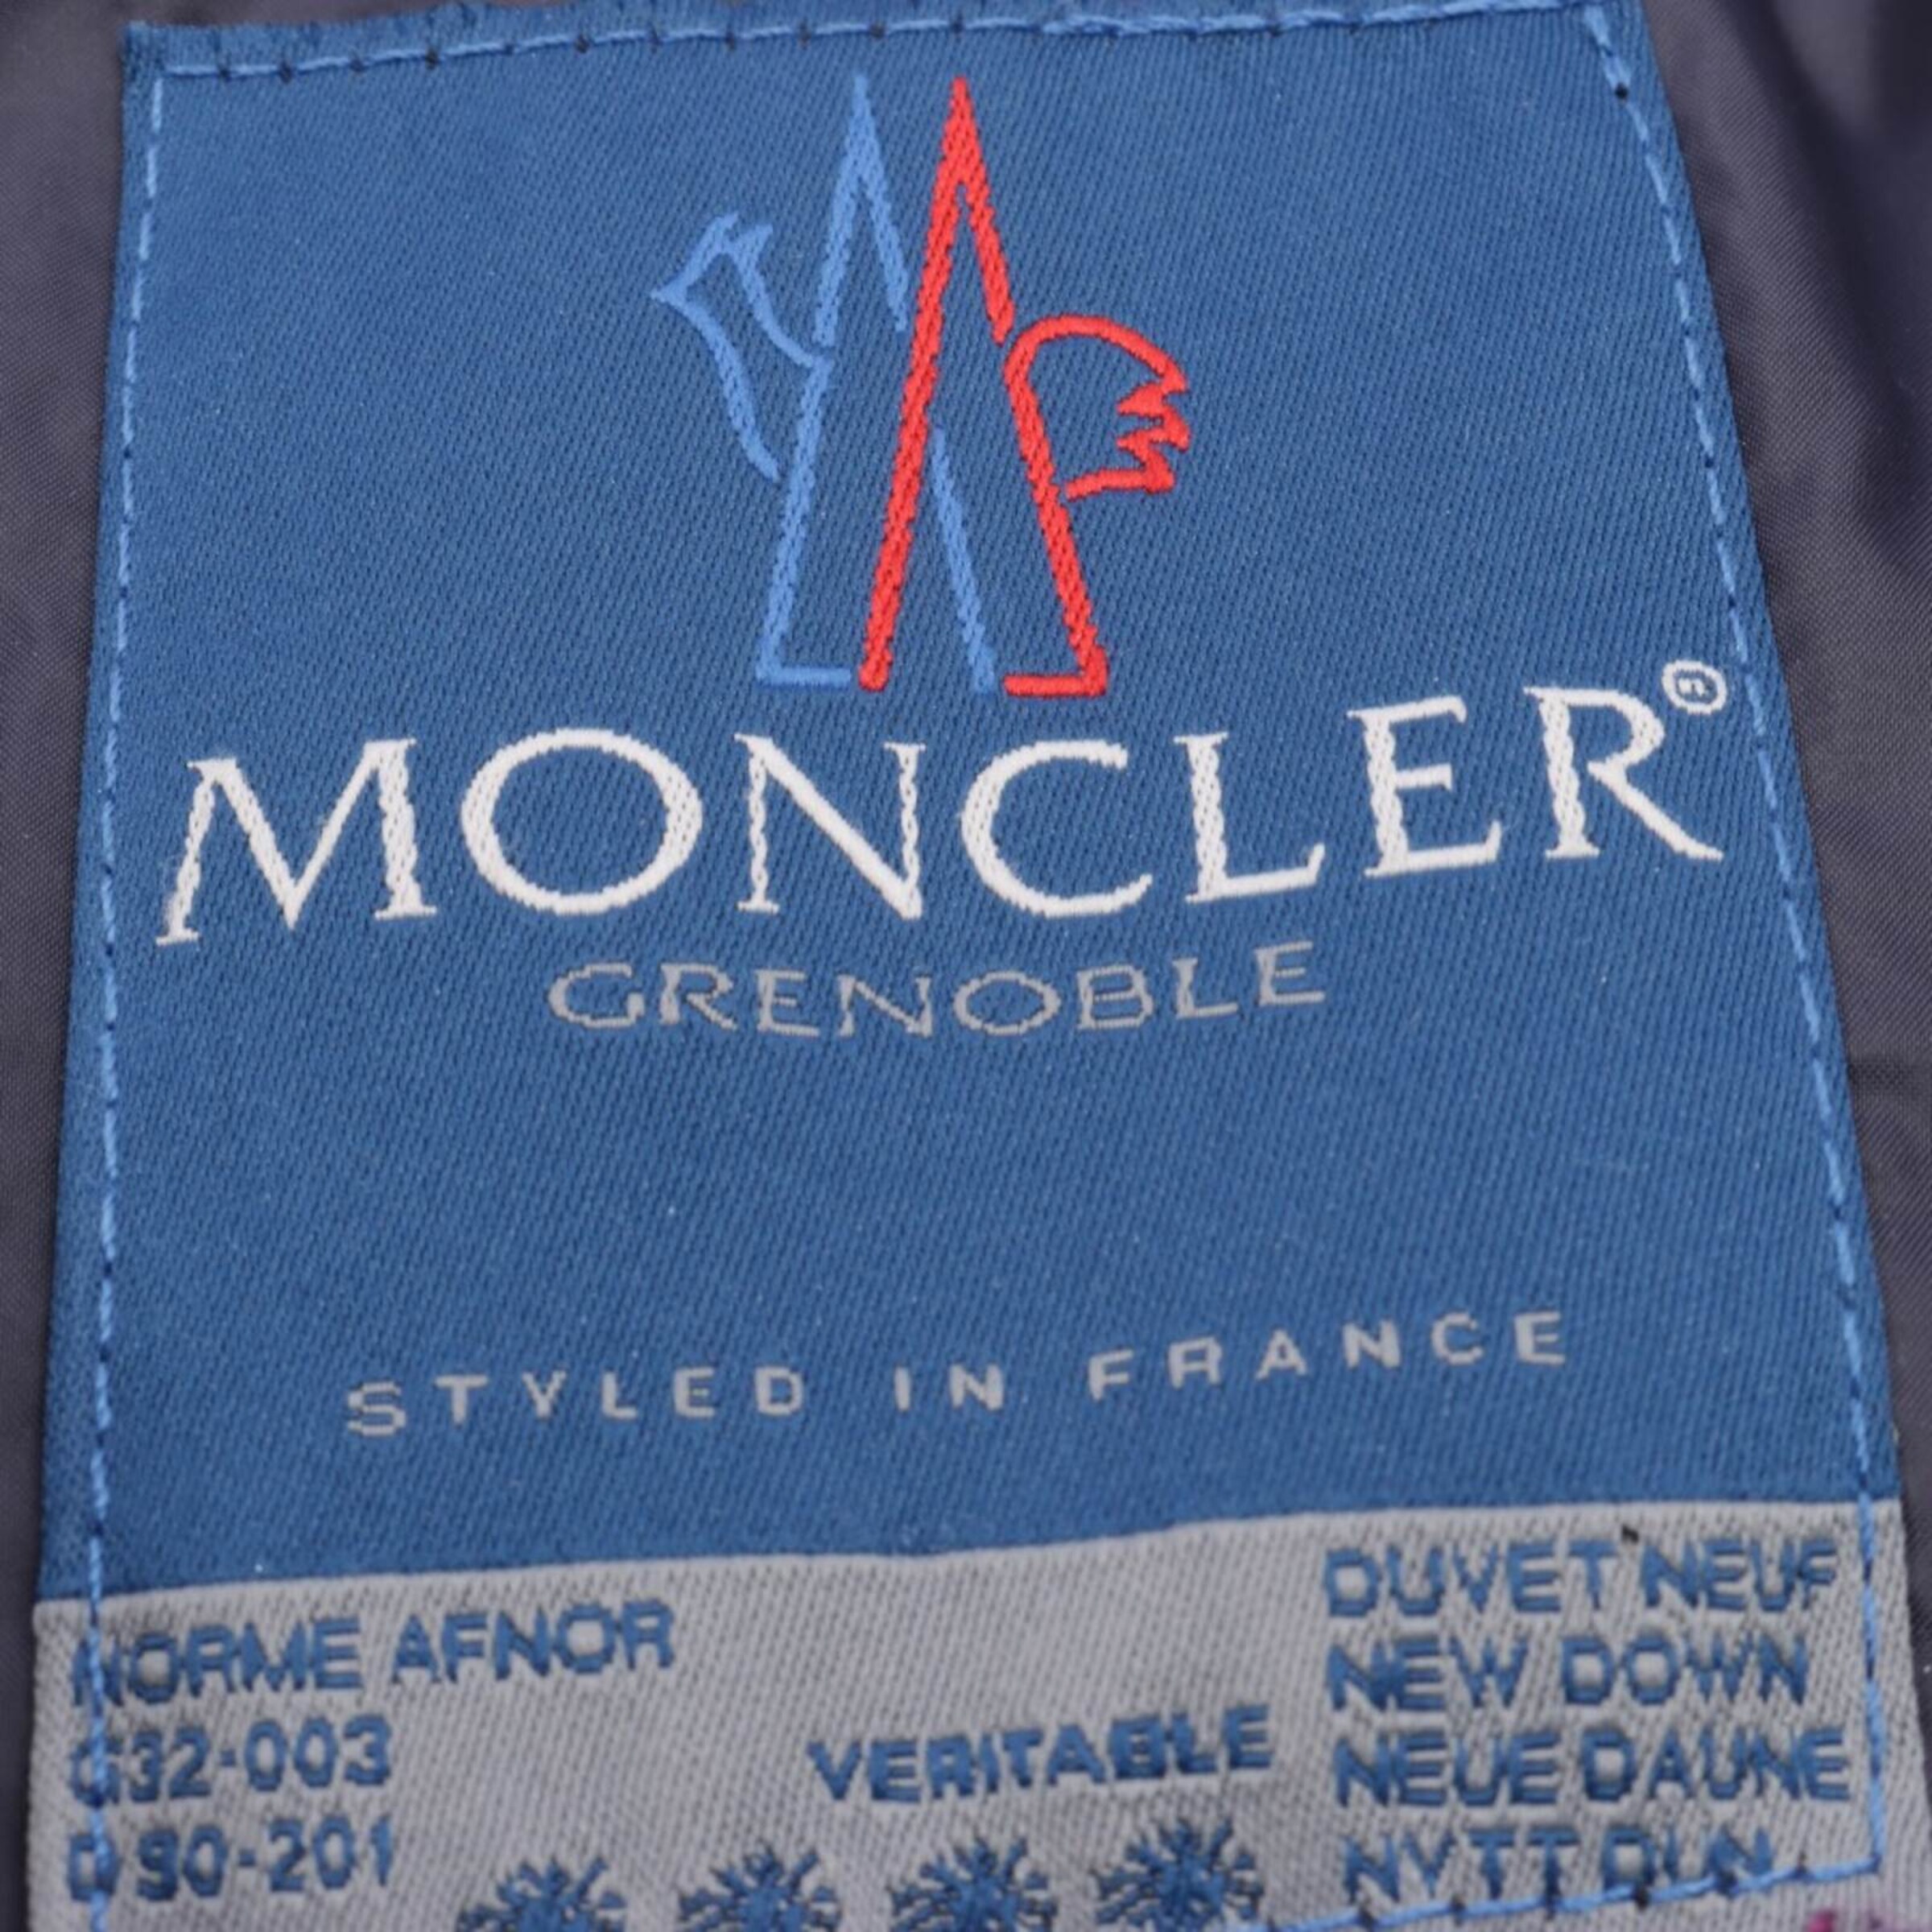 MONCLER®
GRENOBLE
STYLED IN FRANCE
NORME AFNOR
G32-003
D 90-201
VERITABLE
DUVET NEUF
NEW DOWN
NEUE DAUNE
NYTT DUN